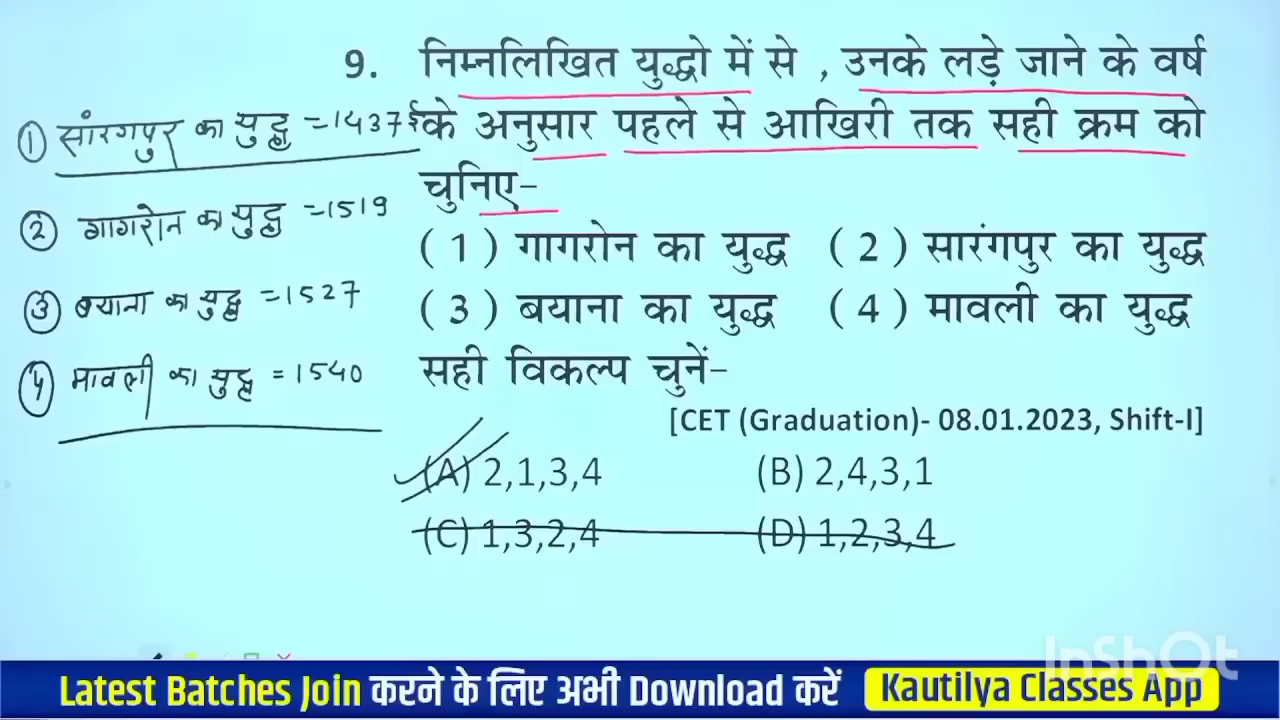 9. निम्नलिखित युद्धो में से , उनके लड़े जाने के वर्ष
के अनुसार पहले से आखिरी तक सही क्रम को
चुनिए–
(1) गागरोन का युद्ध (2) सारंगपुर का युद्ध
(3) बयाना का युद्ध (4) मावली का युद्ध
सही विकल्प चुनें–
[CET (Graduation)- 08.01.2023, Shift-I]
(A) 2,1,3,4 (B) 2,4,3,1
(C) 1,3,2,4 (D) 1,2,3,4
① सांरगपुर का युद्ध =1437ई
② गागरोन का युद्ध =1519
③ बयाना का युद्ध =1527
④ मावली का युद्ध =1540
InShOt
Latest Batches Join करने के लिए अभी Download करें Kautilya Classes App